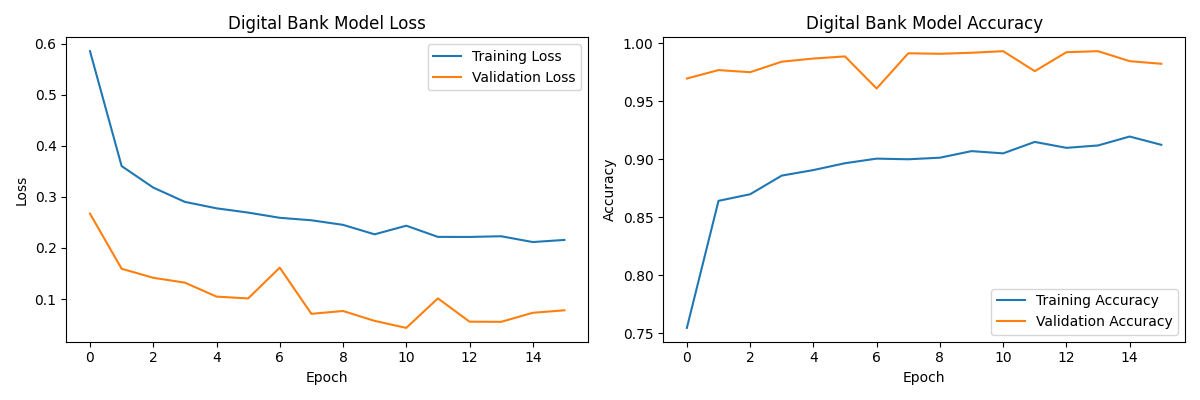 Digital Bank Model Loss
0.6
0.5
0.4
0.3
0.2
0.1
Loss
Training Loss
Validation Loss
0 2 4 6 8 10 12 14
Epoch
Digital Bank Model Accuracy
1.00
0.95
0.90
0.85
0.80
0.75
Accuracy
Training Accuracy
Validation Accuracy
0 2 4 6 8 10 12 14
Epoch